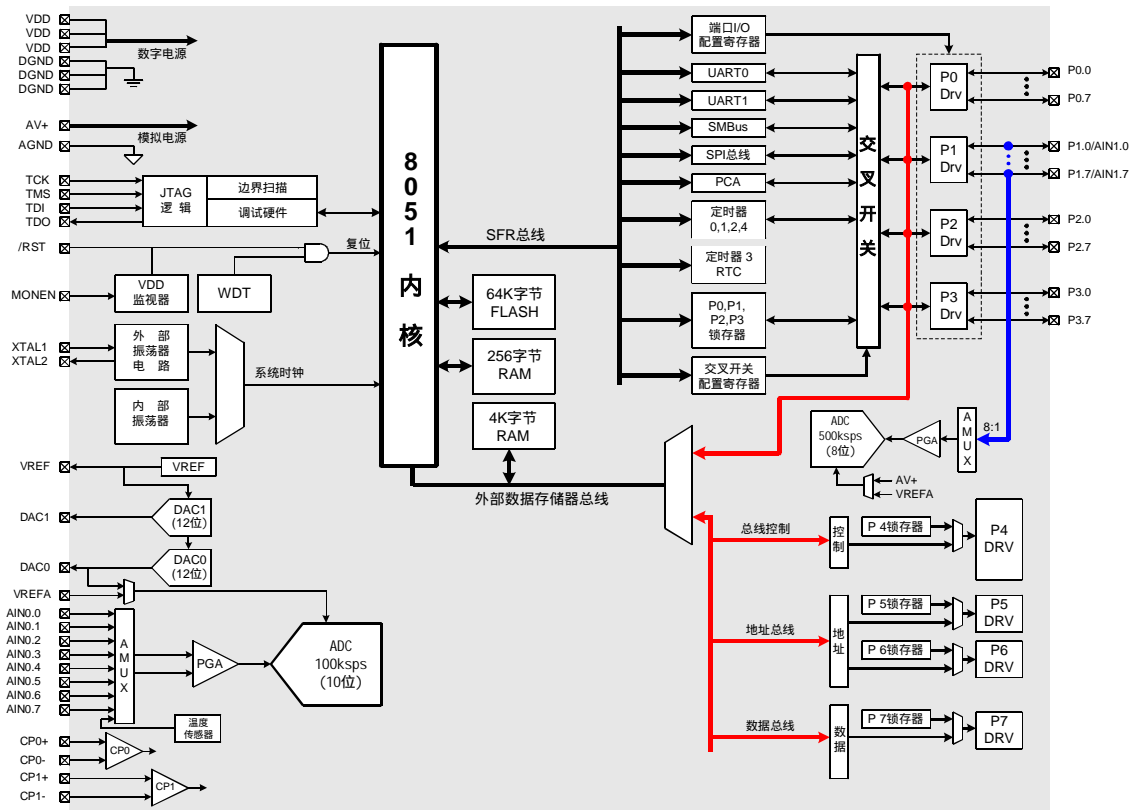 VDD
VDD
VDD
DGND
DGND
DGND
数字电源
AV+
模拟电源
AGND
TCK
TMS
TDI
TDO
JTAG
逻 辑
边界扫描
调试硬件
/RST
复位
MONEN
VDD
监视器
WDT
XTAL1
XTAL2
外 部
振荡器
电 路
内 部
振荡器
系统时钟
VREF
VREF
DAC1
DAC1
(12位)
DAC0
DAC0
(12位)
VREFA
AIN0.0
AIN0.1
AIN0.2
AIN0.3
AIN0.4
AIN0.5
AIN0.6
AIN0.7
AMUX
PGA
ADC
100ksps
(10位)
温度
传感器
CP0+
CP0-
CP0
CP1+
CP1-
CP1
8051内核
SFR总线
64K字节
FLASH
256字节
RAM
4K字节
RAM
外部数据存储器总线
端口I/O
配置寄存器
UART0
UART1
SMBus
SPI总线
PCA
定时器
0,1,2,4
定时器 3
RTC
P0,P1,
P2,P3
锁存器
交叉开关
配置寄存器
交叉开关
P0
Drv
P1
Drv
P2
Drv
P3
Drv
P0.0
P0.7
P1.0/AIN1.0
P1.7/AIN1.7
P2.0
P2.7
P3.0
P3.7
ADC
500ksps
(8位)
PGA
AMUX
8:1
AV+
VREFA
总线控制
控制
P 4锁存器
P4
DRV
地址总线
地址
P 5锁存器
P5
DRV
P 6锁存器
P6
DRV
数据总线
数据
P 7锁存器
P7
DRV